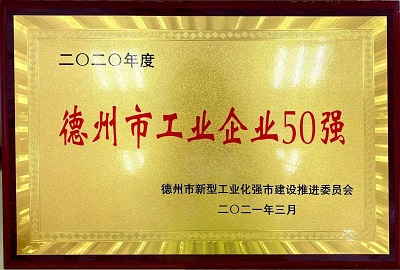 二〇二〇年度
德州市工业企业50强
德州市新型工业化强市建设推进委员会
二〇二一年三月